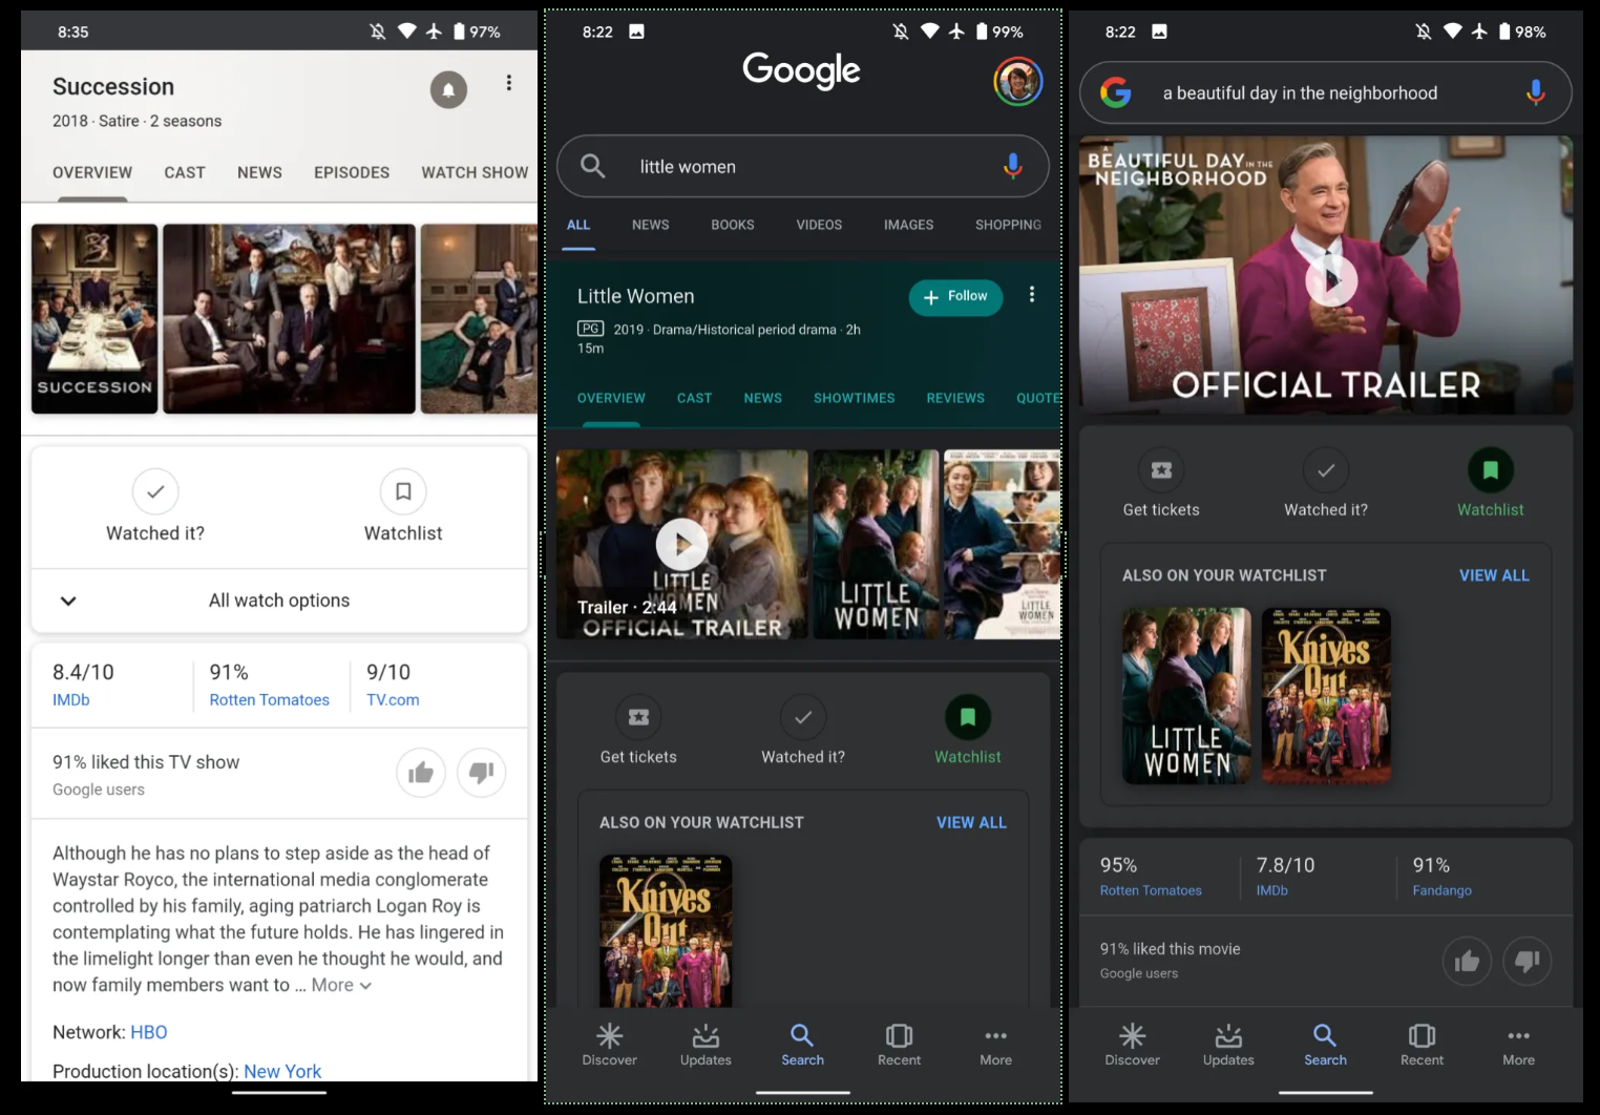 8:35
97%
Succession
2018 · Satire · 2 seasons
OVERVIEW CAST NEWS EPISODES WATCH SHOW
SUCCESSION
Watched it?
Watchlist
All watch options
8.4/10 91% 9/10
IMDb Rotten Tomatoes TV.com
91% liked this TV show
Google users
Although he has no plans to step aside as the head of
Waystar Royco, the international media conglomerate
controlled by his family, aging patriarch Logan Roy is
contemplating what the future holds. He has lingered in
the limelight longer than even he thought he would, and
now family members want to ... More
Network: HBO
Production location(s): New York
8:22
99%
Google
little women
ALL NEWS BOOKS VIDEOS IMAGES SHOPPING
Little Women
+ Follow
PG 2019 · Drama/Historical period drama · 2h
15m
OVERVIEW CAST NEWS SHOWTIMES REVIEWS QUOTE
LITTLE
WOMEN
Trailer · 2:44
OFFICIAL TRAILER
LITTLE
WOMEN
LITTLE
WOMEN
Get tickets
Watched it?
Watchlist
ALSO ON YOUR WATCHLIST VIEW ALL
Knives
Out
Discover Updates Search Recent More
8:22
98%
a beautiful day in the neighborhood
A
BEAUTIFUL DAY IN THE
NEIGHBORHOOD
OFFICIAL TRAILER
Get tickets
Watched it?
Watchlist
ALSO ON YOUR WATCHLIST VIEW ALL
LITTLE
WOMEN
Knives
Out
95% 7.8/10 91%
Rotten Tomatoes IMDb Fandango
91% liked this movie
Google users
Discover Updates Search Recent More